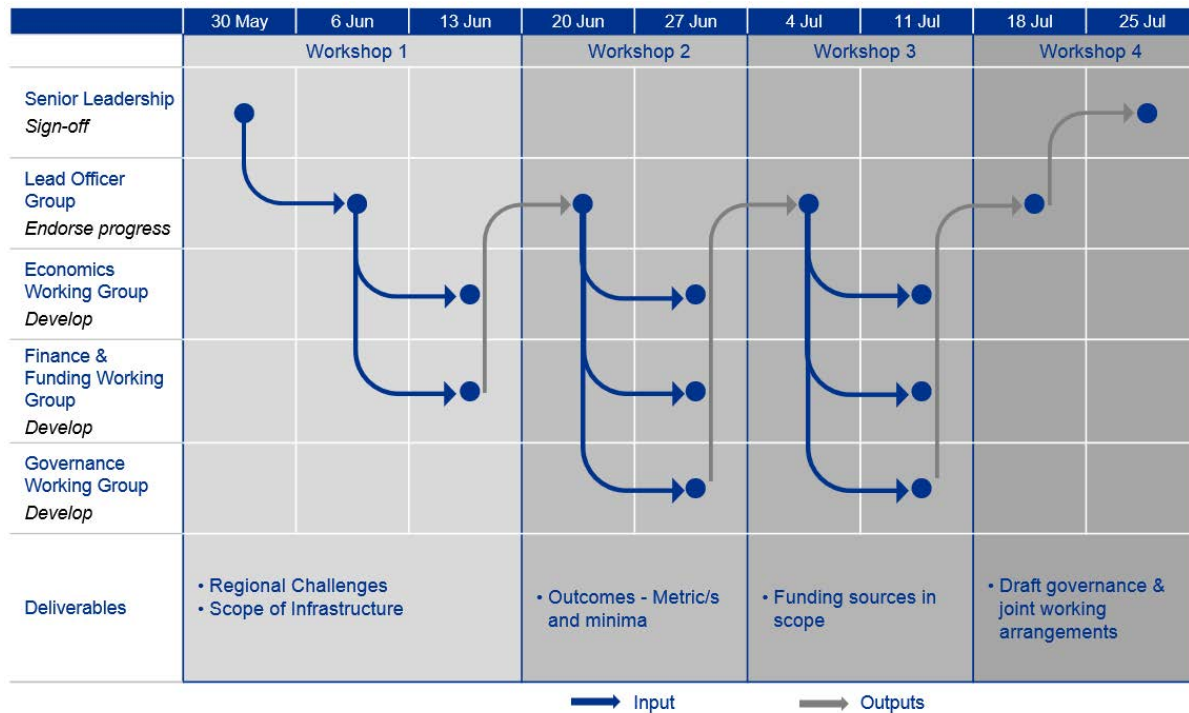 30 May 6 Jun 13 Jun 20 Jun 27 Jun 4 Jul 11 Jul 18 Jul 25 Jul
Workshop 1 Workshop 2 Workshop 3 Workshop 4
Senior Leadership
Sign-off
Lead Officer
Group
Endorse progress
Economics
Working Group
Develop
Finance &
Funding Working
Group
Develop
Governance
Working Group
Develop
Deliverables
• Regional Challenges
• Scope of Infrastructure
• Outcomes - Metric/s
and minima
• Funding sources in
scope
• Draft governance &
joint working
arrangements
Input Outputs